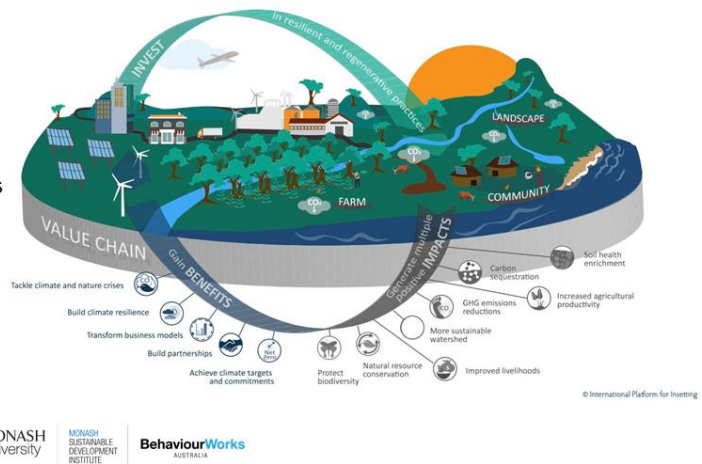 INVEST
in resilient and regenerative practices
LANDSCAPE
CO₂
CO₂
CO₂
FARM
COMMUNITY
VALUE CHAIN
Gain BENEFITS
Generate multiple
positive IMPACTS
Tackle climate and nature crises
Build climate resilience
Transform business models
Build partnerships
Achieve climate targets
and commitments
Net
Zero
Protect
biodiversity
Natural resource
conservation
Improved livelihoods
More sustainable
watershed
CO
GHG emissions
reductions
Increased agricultural
productivity
Carbon
sequestration
Soil health
enrichment
© International Platform for Insetting
MONASH
SUSTAINABLE
DEVELOPMENT
INSTITUTE
BehaviourWorks
AUSTRALIA